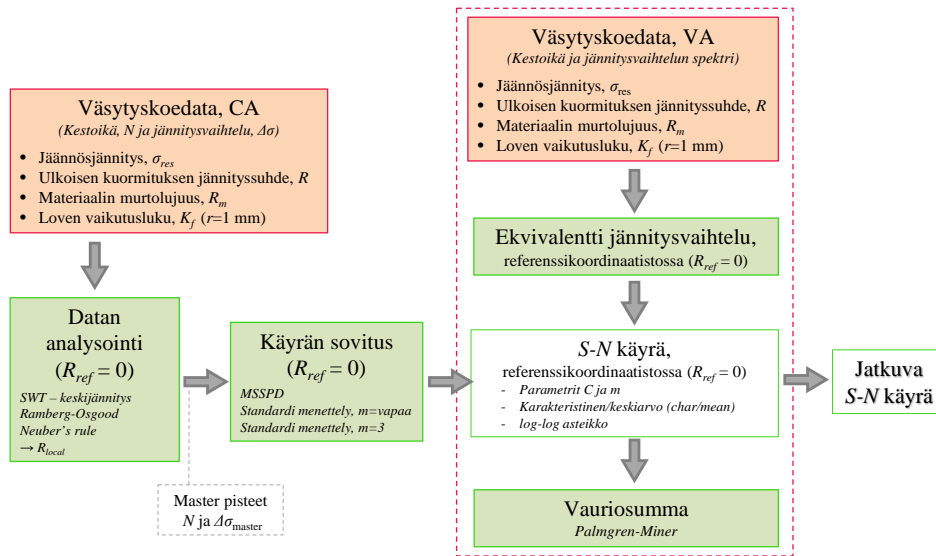 Väsytyskoedata, CA
(Kestoikä, N ja jännitysvaihtelu, Δσ)
• Jäännösjännitys, σres
• Ulkoisen kuormituksen jännityssuhde, R
• Materiaalin murtolujuus, Rm
• Loven vaikutusluku, Kf (r=1 mm)
Datan
analysointi
(Rref = 0)
SWT – keskijännitys
Ramberg-Osgood
Neuber's rule
→ Rlocal
Master pisteet
N ja Δσmaster
Käyrän sovitus
(Rref = 0)
MSSPD
Standardi menettely, m=vapaa
Standardi menettely, m=3
Väsytyskoedata, VA
(Kestoikä ja jännitysvaihtelun spektri)
• Jäännösjännitys, σres
• Ulkoisen kuormituksen jännityssuhde, R
• Materiaalin murtolujuus, Rm
• Loven vaikutusluku, Kf (r=1 mm)
Ekvivalentti jännitysvaihtelu,
referenssikoordinaatistossa (Rref = 0)
S-N käyrä,
referenssikoordinaatistossa (Rref = 0)
- Parametrit C ja m
- Karakteristinen/keskiarvo (char/mean)
- log-log asteikko
Vauriosumma
Palmgren-Miner
Jatkuva
S-N käyrä